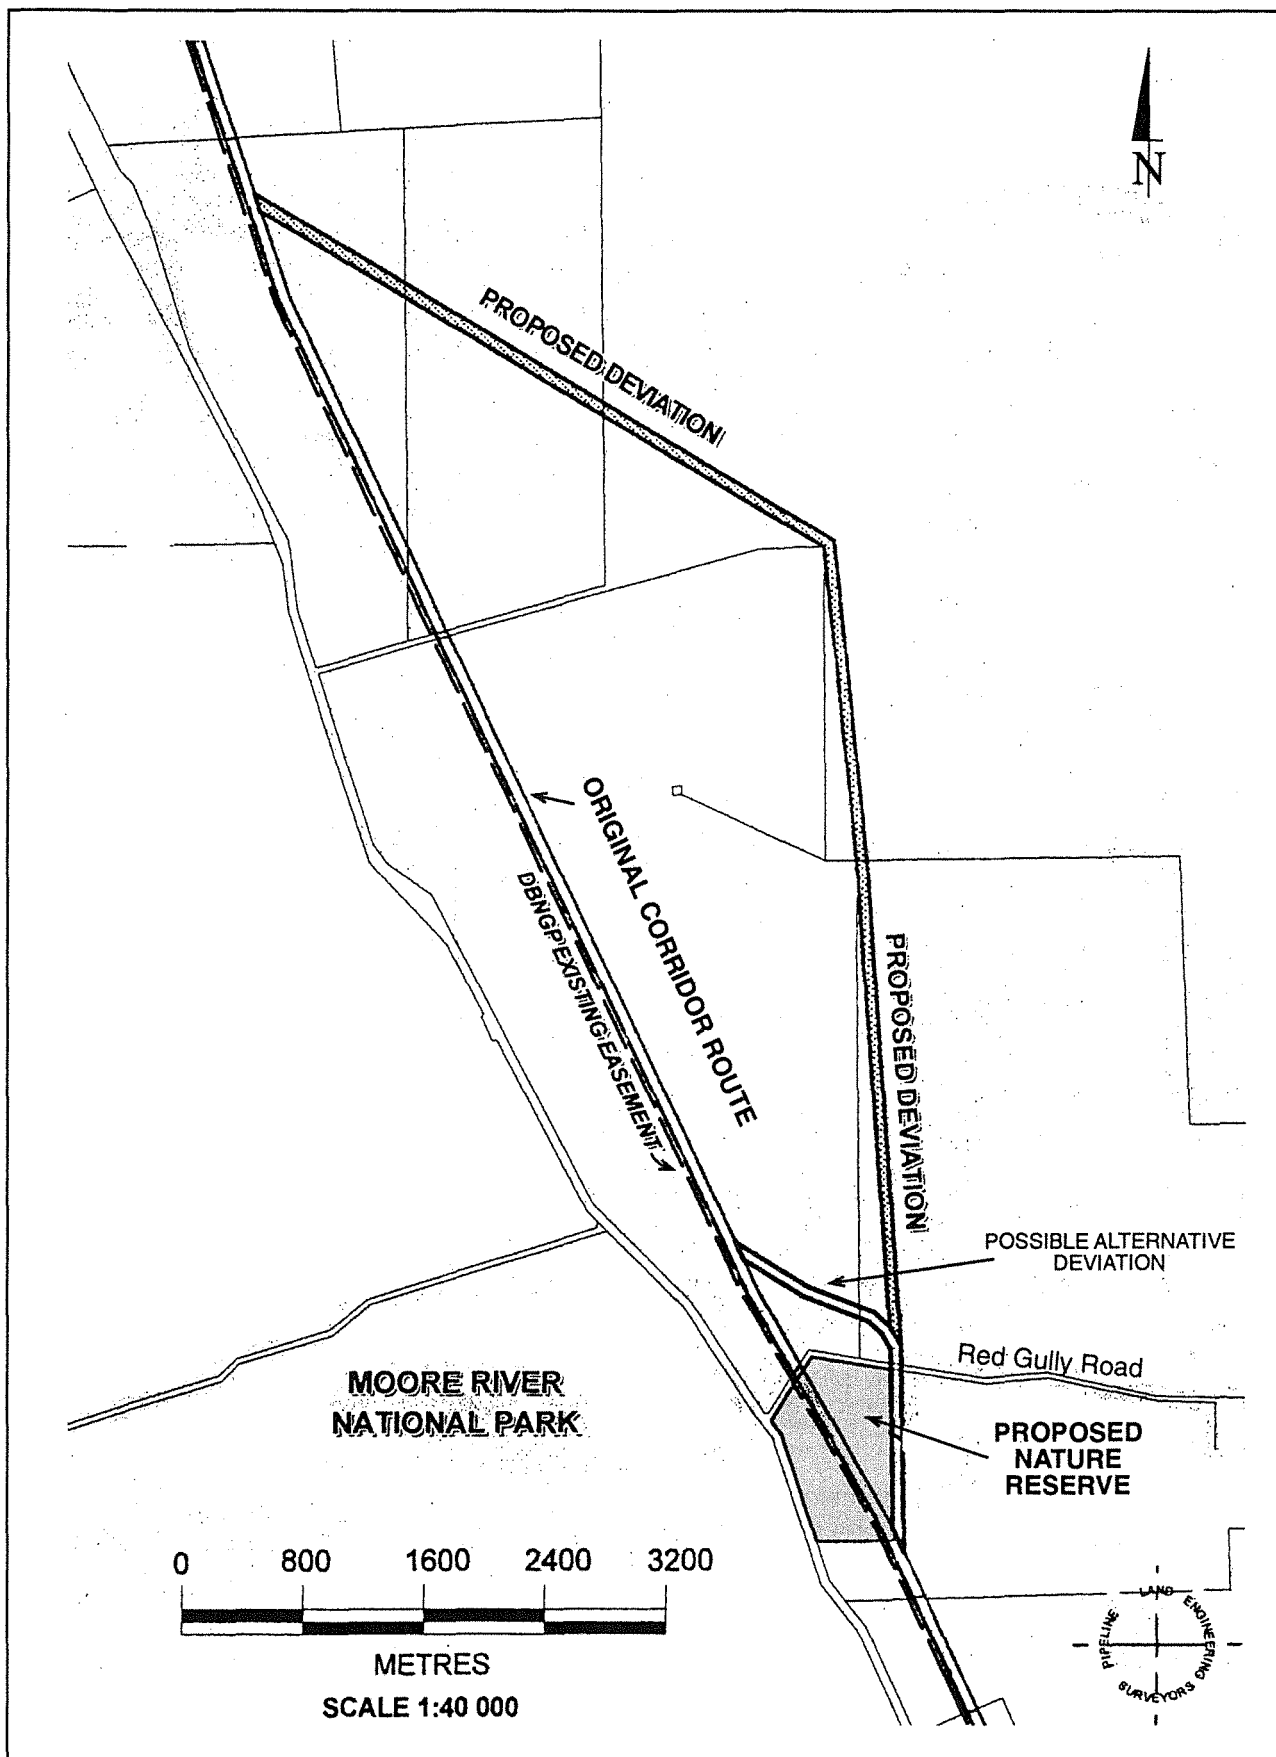 N
PROPOSED DEVIATION
ORIGINAL CORRIDOR ROUTE
DBNGP EXISTING EASEMENT
PROPOSED DEVIATION
POSSIBLE ALTERNATIVE
DEVIATION
Red Gully Road
MOORE RIVER
NATIONAL PARK
PROPOSED
NATURE
RESERVE
0 800 1600 2400 3200
METRES
SCALE 1:40 000
PIPELINE LAND ENGINEERING
SURVEYORS